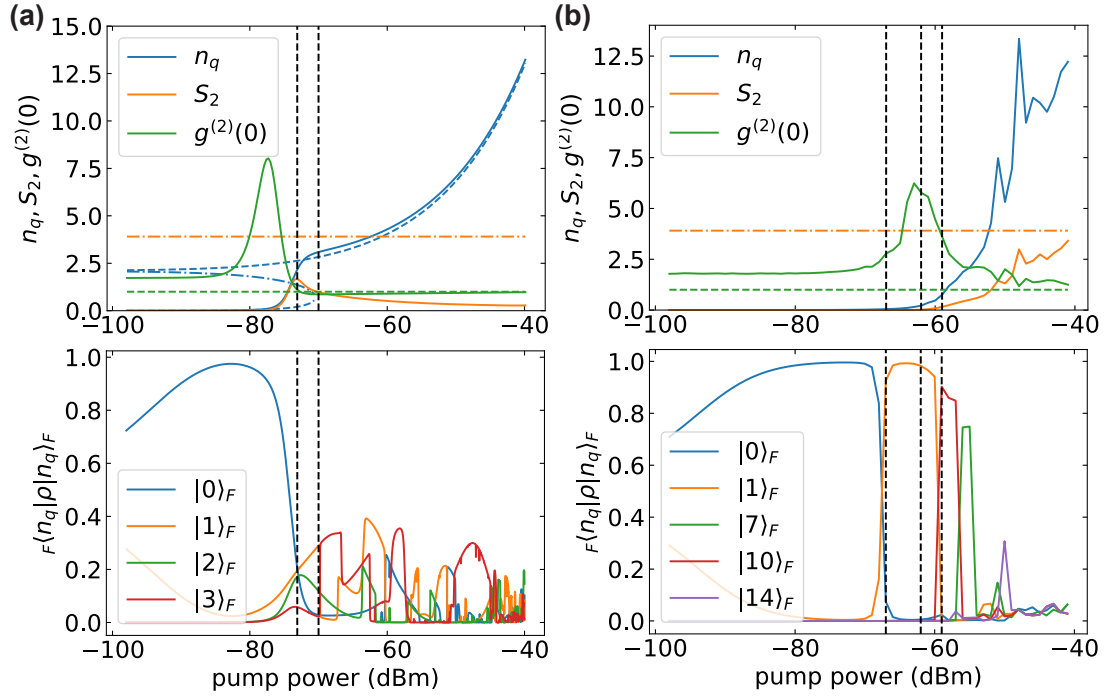 (a)
15.0
12.5
10.0
7.5
5.0
2.5
0.0
n_q, S_2, g^{(2)}(0)
n_q
S_2
g^{(2)}(0)
−100 −80 −60 −40
1.0
0.8
0.6
0.4
0.2
0.0
_F⟨n_q|ρ|n_q⟩_F
|0⟩_F
|1⟩_F
|2⟩_F
|3⟩_F
−100 −80 −60 −40
pump power (dBm)
(b)
12.5
10.0
7.5
5.0
2.5
0.0
n_q, S_2, g^{(2)}(0)
n_q
S_2
g^{(2)}(0)
−100 −80 −60 −40
1.0
0.8
0.6
0.4
0.2
0.0
_F⟨n_q|ρ|n_q⟩_F
|0⟩_F
|1⟩_F
|7⟩_F
|10⟩_F
|14⟩_F
−100 −80 −60 −40
pump power (dBm)